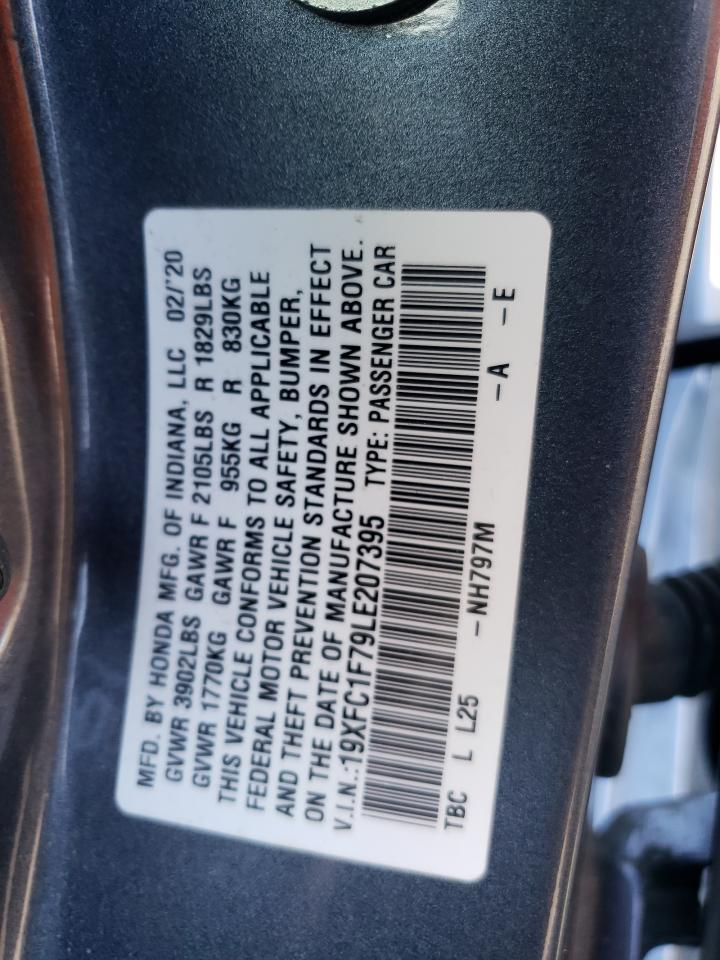 MFD. BY HONDA MFG. OF INDIANA, LLC 02/'20
GVWR 3902LBS GAWR F 2105LBS R 1829LBS
GVWR 1770KG GAWR F 955KG R 830KG
THIS VEHICLE CONFORMS TO ALL APPLICABLE
FEDERAL MOTOR VEHICLE SAFETY, BUMPER,
AND THEFT PREVENTION STANDARDS IN EFFECT
ON THE DATE OF MANUFACTURE SHOWN ABOVE.
V.I.N.:19XFC1F79LE207395 TYPE: PASSENGER CAR
TBC L L25 -NH797M -A -E